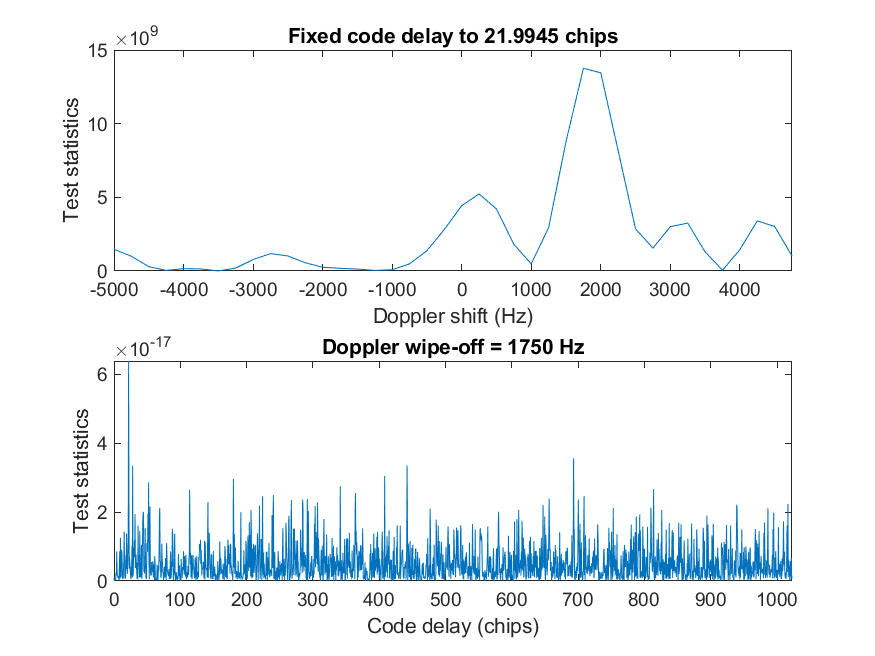 Fixed code delay to 21.9945 chips
×10^9
15
10
5
0
Test statistics
-5000 -4000 -3000 -2000 -1000 0 1000 2000 3000 4000
Doppler shift (Hz)
Doppler wipe-off = 1750 Hz
×10^-17
6
4
2
0
Test statistics
0 100 200 300 400 500 600 700 800 900 1000
Code delay (chips)